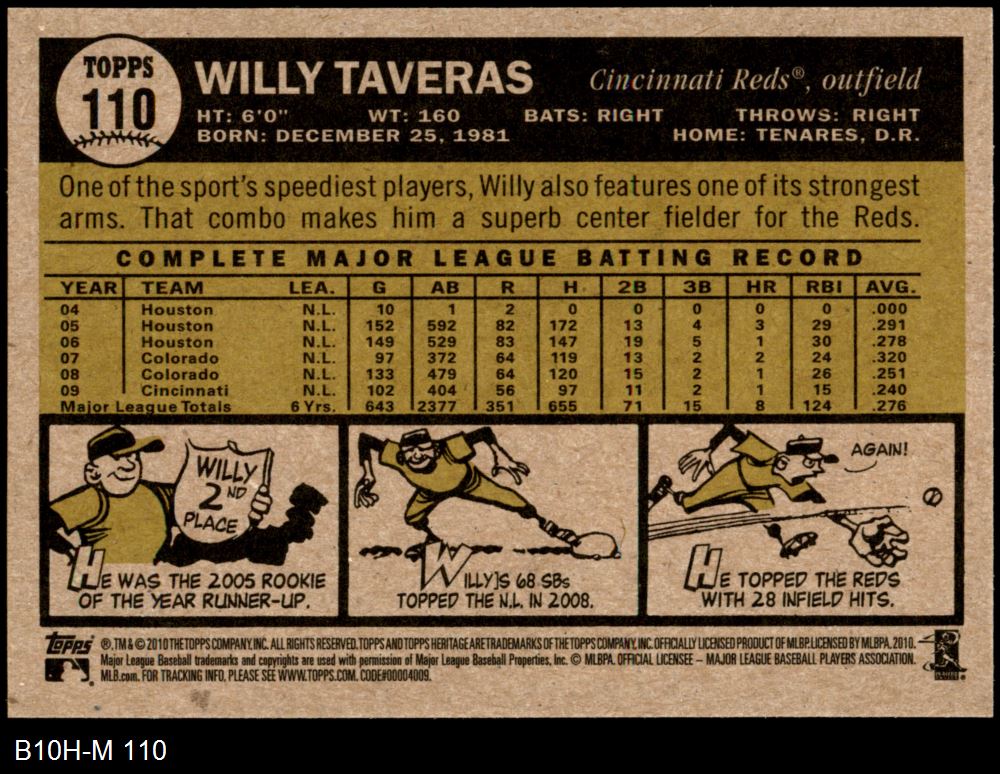 TOPPS
110
WILLY TAVERAS
Cincinnati Reds®, outfield
HT: 6'0" WT: 160 BATS: RIGHT THROWS: RIGHT
BORN: DECEMBER 25, 1981 HOME: TENARES, D.R.
One of the sport's speediest players, Willy also features one of its strongest
arms. That combo makes him a superb center fielder for the Reds.
COMPLETE MAJOR LEAGUE BATTING RECORD
YEAR TEAM LEA. G AB R H 2B 3B HR RBI AVG.
04 Houston N.L. 10 1 2 0 0 0 0 0 .000
05 Houston N.L. 152 592 82 172 13 4 3 29 .291
06 Houston N.L. 149 529 83 147 19 5 1 30 .278
07 Colorado N.L. 97 372 64 119 13 2 2 24 .320
08 Colorado N.L. 133 479 64 120 15 2 1 26 .251
09 Cincinnati N.L. 102 404 56 97 11 2 1 15 .240
Major League Totals 6 Yrs. 643 2377 351 655 71 15 8 124 .276
WILLY
2ND
PLACE
HE WAS THE 2005 ROOKIE
OF THE YEAR RUNNER-UP.
WILLY'S 68 SBs
TOPPED THE N.L. IN 2008.
AGAIN!
HE TOPPED THE REDS
WITH 28 INFIELD HITS.
Topps ®, TM & © 2010 THE TOPPS COMPANY, INC. ALL RIGHTS RESERVED. TOPPS AND TOPPS HERITAGE ARE TRADEMARKS OF THE TOPPS COMPANY, INC. OFFICIALLY LICENSED PRODUCT OF MLBP. LICENSED BY MLBPA, 2010.
Major League Baseball trademarks and copyrights are used with permission of Major League Baseball Properties, Inc. © MLBPA. OFFICIAL LICENSEE – MAJOR LEAGUE BASEBALL PLAYERS ASSOCIATION.
MLB.com. FOR TRACKING INFO, PLEASE SEE WWW.TOPPS.COM. CODE#00004009.
B10H-M 110